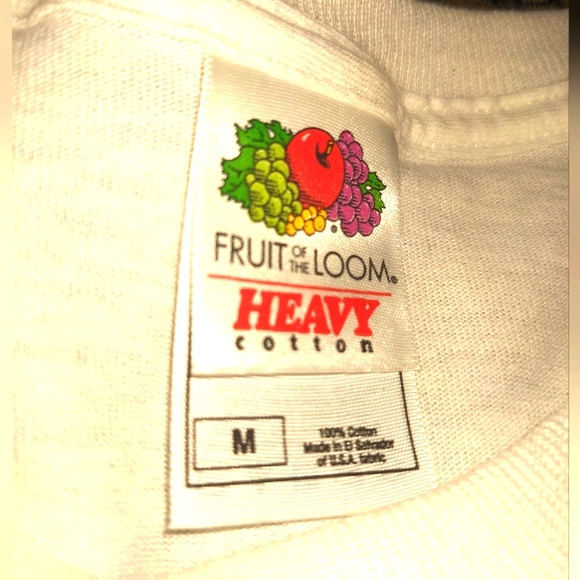 FRUIT OF THE LOOM®
HEAVY
cotton
M
100% Cotton
Made in El Salvador
of U.S.A. fabric